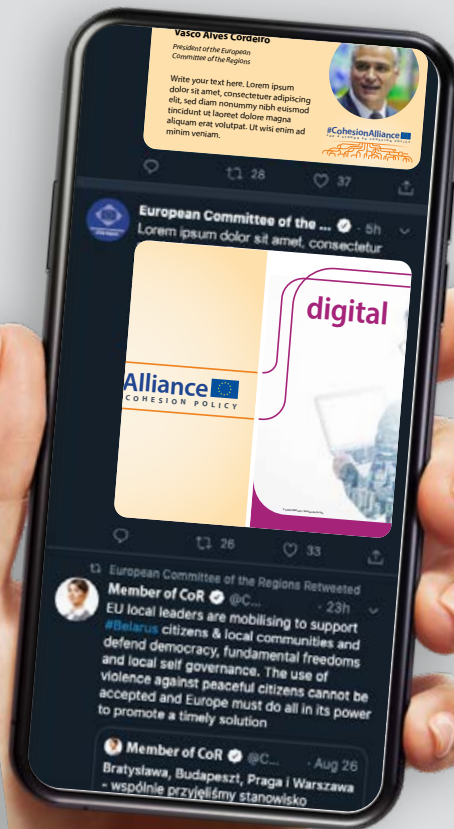 Vasco Alves Cordeiro
President of the European
Committee of the Regions
Write your text here. Lorem ipsum
dolor sit amet, consectetuer adipiscing
elit, sed diam nonummy nibh euismod
tincidunt ut laoreet dolore magna
aliquam erat volutpat. Ut wisi enim ad
minim veniam.
#CohesionAlliance
28 37
European Committee of the ... · 5h
Lorem ipsum dolor sit amet, consectetur
Alliance
COHESION POLICY
digital
26 33
European Committee of the Regions Retweeted
Member of CoR @C... · 23h
EU local leaders are mobilising to support
#Belarus citizens & local communities and
defend democracy, fundamental freedoms
and local self governance. The use of
violence against peaceful citizens cannot be
accepted and Europe must do all in its power
to promote a timely solution
Member of CoR @C... · Aug 26
Bratysława, Budapeszt, Praga i Warszawa
- wspólnie przyjęliśmy stanowisko